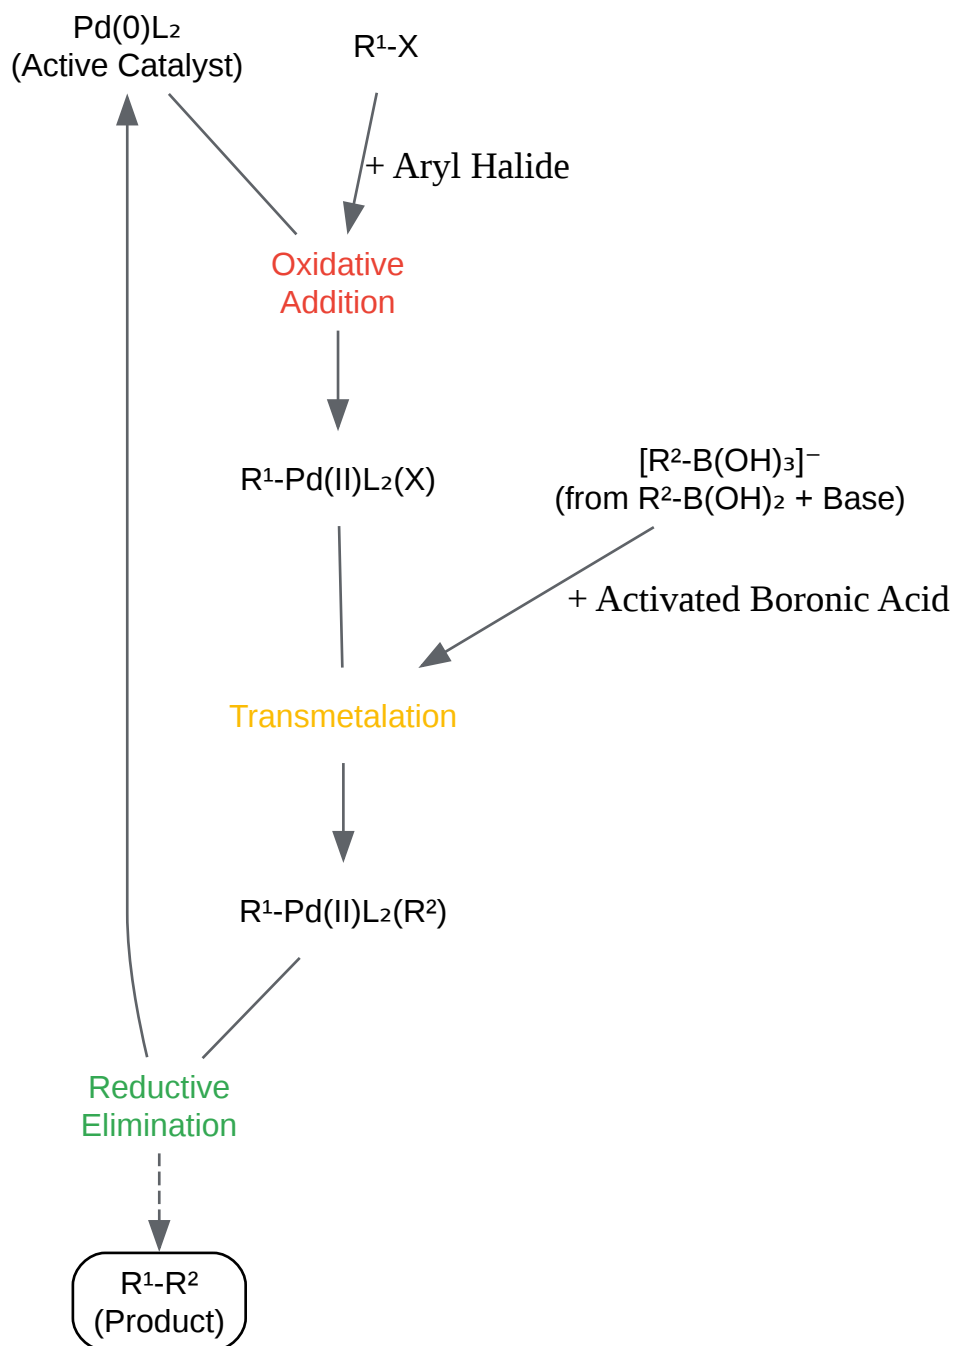 Pd(0)L₂
(Active Catalyst)
R¹-X
+ Aryl Halide
Oxidative
Addition
R¹-Pd(II)L₂(X)
[R²-B(OH)₃]⁻
(from R²-B(OH)₂ + Base)
+ Activated Boronic Acid
Transmetalation
R¹-Pd(II)L₂(R²)
Reductive
Elimination
R¹-R²
(Product)